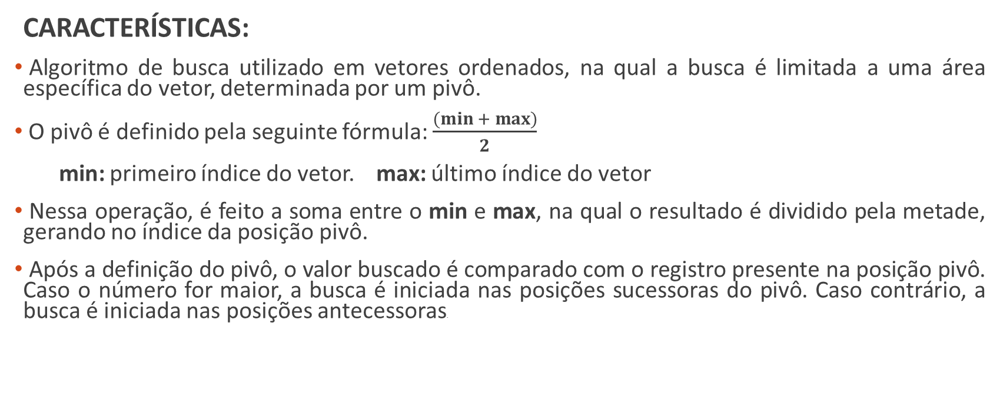 CARACTERÍSTICAS:
• Algoritmo de busca utilizado em vetores ordenados, na qual a busca é limitada a uma área
específica do vetor, determinada por um pivô.
• O pivô é definido pela seguinte fórmula: (min + max)
2
min: primeiro índice do vetor. max: último índice do vetor
• Nessa operação, é feito a soma entre o min e max, na qual o resultado é dividido pela metade,
gerando no índice da posição pivô.
• Após a definição do pivô, o valor buscado é comparado com o registro presente na posição pivô.
Caso o número for maior, a busca é iniciada nas posições sucessoras do pivô. Caso contrário, a
busca é iniciada nas posições antecessoras.